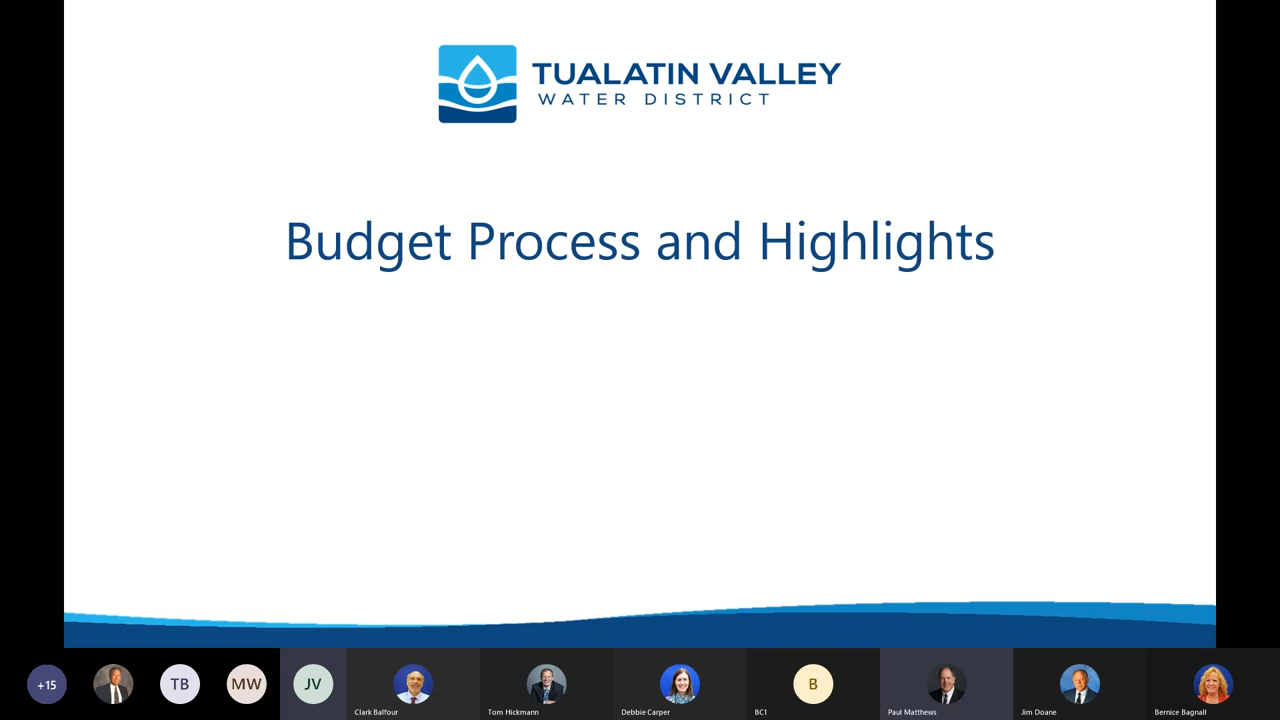 TUALATIN VALLEY
WATER DISTRICT
Budget Process and Highlights
+15
TB
MW
JV
B
Clark Balfour
Tom Hickmann
Debbie Carper
BC1
Paul Matthews
Jim Doane
Bernice Bagnall